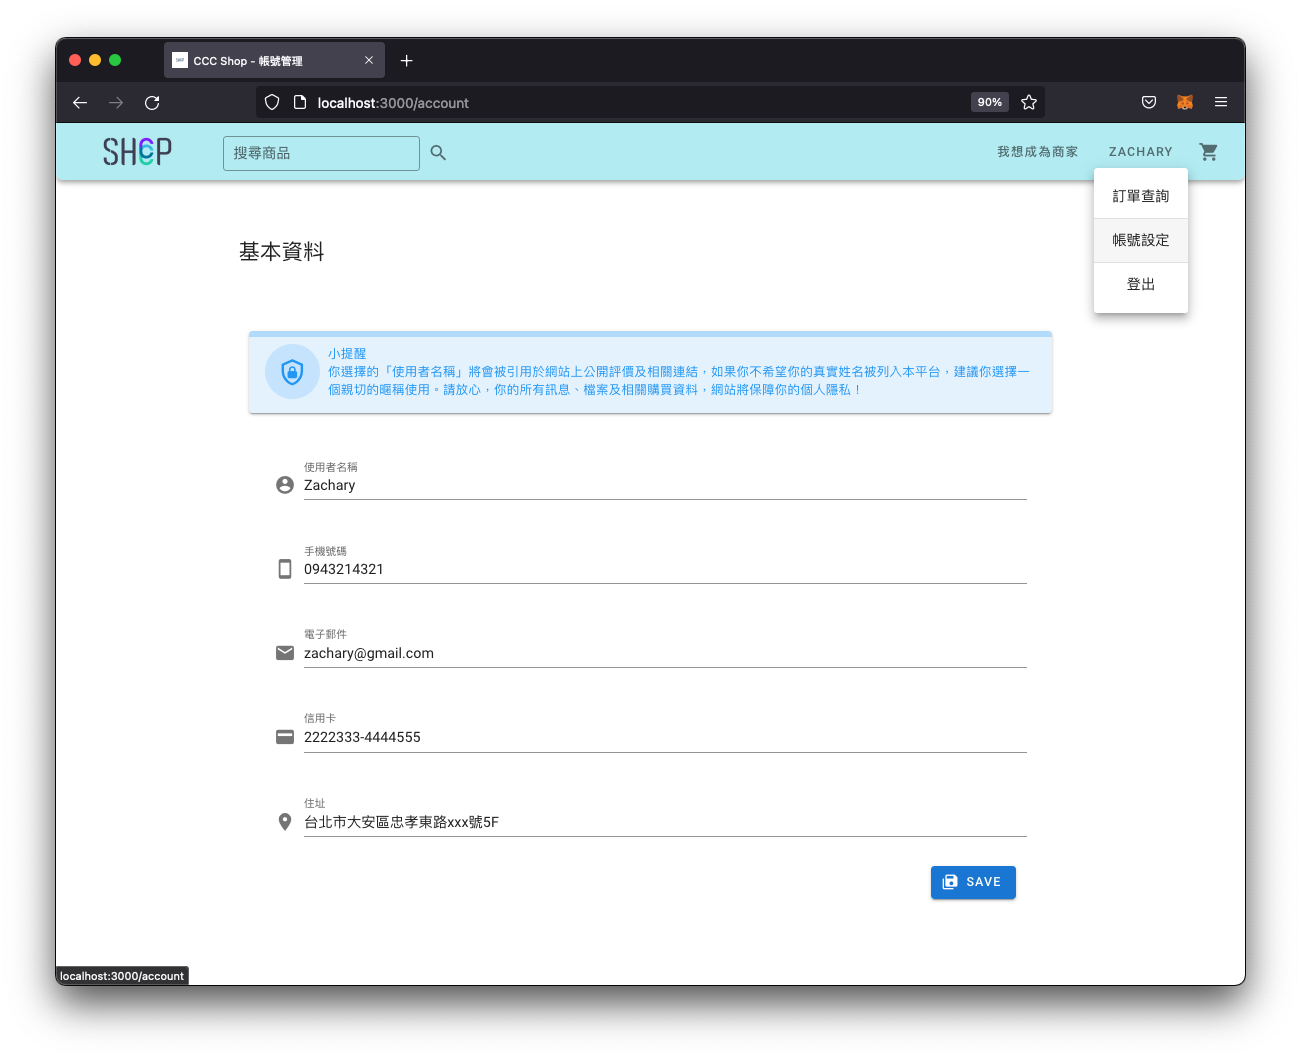 CCC Shop - 帳號管理
localhost:3000/account
90%
SHCP
搜尋商品
我想成為商家
ZACHARY
訂單查詢
帳號設定
登出
基本資料
小提醒
你選擇的「使用者名稱」將會被引用於網站上公開評價及相關連結，如果你不希望你的真實姓名被列入本平台，建議你選擇一
個親切的暱稱使用。請放心，你的所有訊息、檔案及相關購買資料，網站將保障你的個人隱私！
使用者名稱
Zachary
手機號碼
0943214321
電子郵件
zachary@gmail.com
信用卡
2222333-4444555
住址
台北市大安區忠孝東路xxx號5F
SAVE
localhost:3000/account